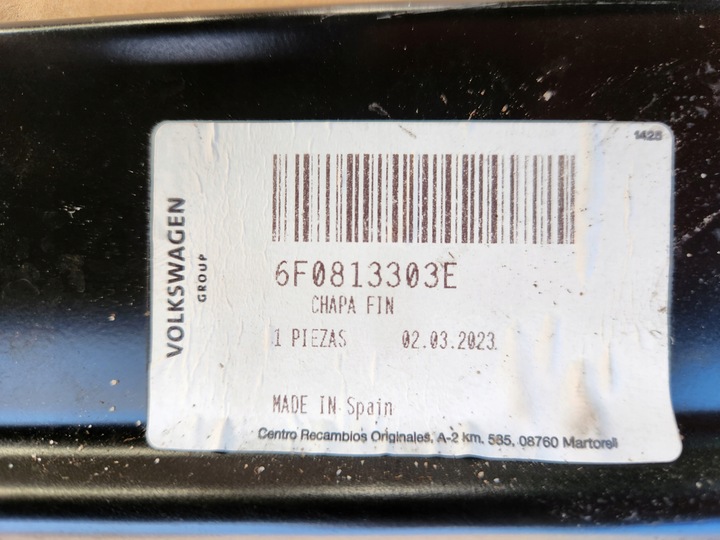 1425
VOLKSWAGEN
GROUP
6F0813303E
CHAPA FIN
1 PIEZAS 02.03.2023
MADE IN Spain
Centro Recambios Originales, A-2 km. 585, 08760 Martorell